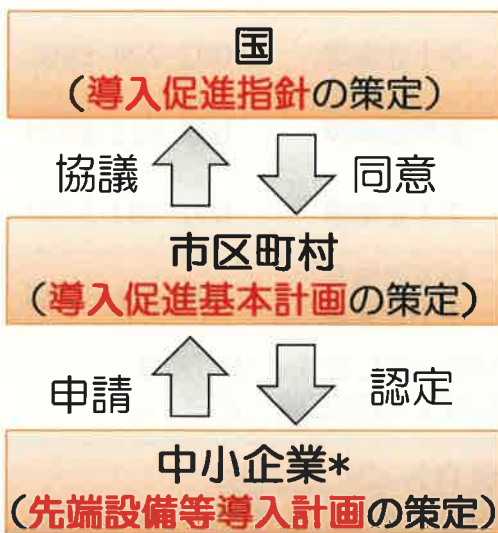 国
（導入促進指針の策定）
協議 同意
市区町村
（導入促進基本計画の策定）
申請 認定
中小企業*
（先端設備等導入計画の策定）